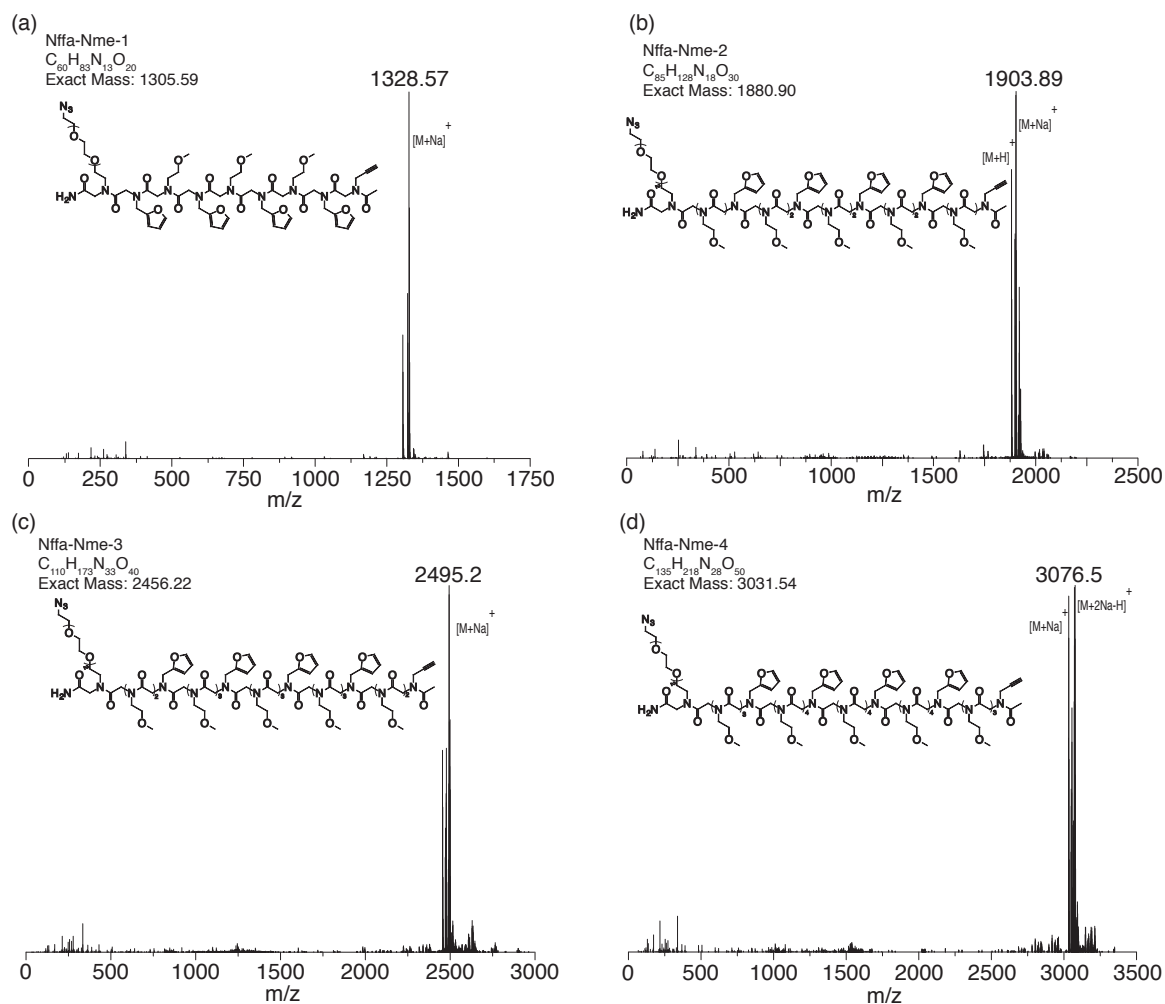 (a)
Nffa-Nme-1
C60H83N13O20
Exact Mass: 1305.59
1328.57
[M+Na]+
N3
H2N
0 250 500 750 1000 1250 1500 1750
m/z
(b)
Nffa-Nme-2
C85H128N18O30
Exact Mass: 1880.90
1903.89
[M+Na]+
[M+H]+
N3
H2N
0 500 1000 1500 2000 2500
m/z
(c)
Nffa-Nme-3
C110H173N33O40
Exact Mass: 2456.22
2495.2
[M+Na]+
N3
H2N
0 500 1000 1500 2000 2500 3000
m/z
(d)
Nffa-Nme-4
C135H218N28O50
Exact Mass: 3031.54
3076.5
[M+2Na-H]+
[M+Na]+
N3
H2N
0 500 1000 1500 2000 2500 3000 3500
m/z